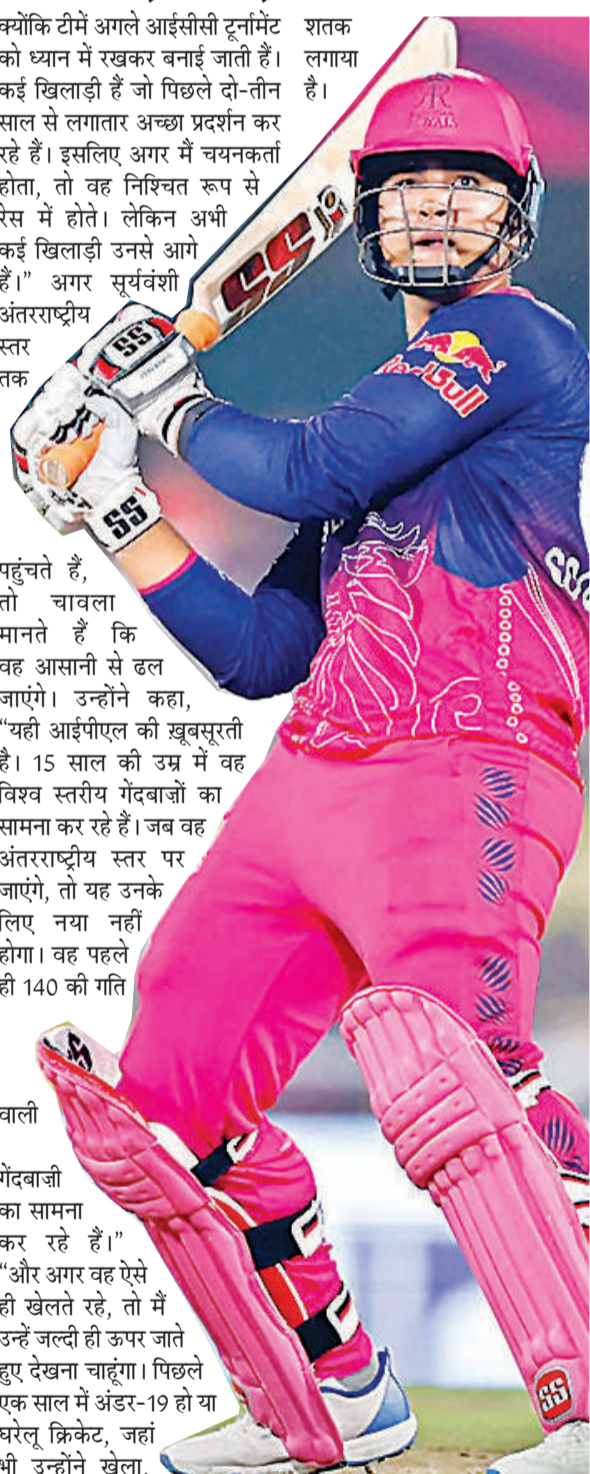 क्योंकि टीमें अगले आईसीसी टूर्नामेंट
को ध्यान में रखकर बनाई जाती हैं।
कई खिलाड़ी हैं जो पिछले दो-तीन
साल से लगातार अच्छा प्रदर्शन कर
रहे हैं। इसलिए अगर मैं चयनकर्ता
होता, तो वह निश्चित रूप से
रेस में होते। लेकिन अभी
कई खिलाड़ी उनसे आगे
हैं।” अगर सूर्यवंशी
अंतरराष्ट्रीय
स्तर
तक
पहुंचते हैं,
तो चावला
मानते हैं कि
वह आसानी से ढल
जाएंगे। उन्होंने कहा,
“यही आईपीएल की ख़ूबसूरती
है। 15 साल की उम्र में वह
विश्व स्तरीय गेंदबाज़ों का
सामना कर रहे हैं। जब वह
अंतरराष्ट्रीय स्तर पर
जाएंगे, तो यह उनके
लिए नया नहीं
होगा। वह पहले
ही 140 की गति
वाली
गेंदबाज़ी
का सामना
कर रहे हैं।”
“और अगर वह ऐसे
ही खेलते रहे, तो मैं
उन्हें जल्दी ही ऊपर जाते
हुए देखना चाहूंगा। पिछले
एक साल में अंडर-19 हो या
घरेलू क्रिकेट, जहां
भी उन्होंने खेला,
शतक
लगाया
है।
SS
SS
SS
Red Bull
SS